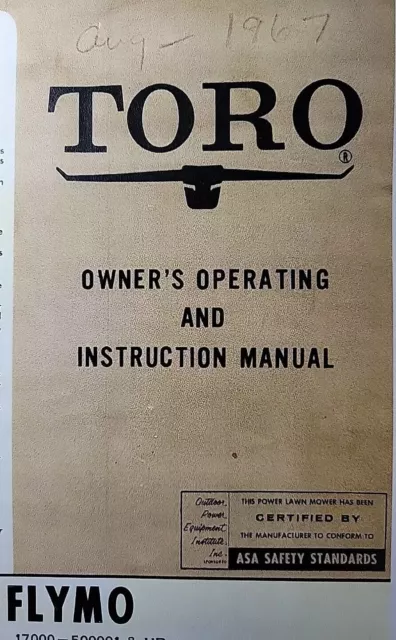 Aug - 1967
TORO
®
OWNER'S OPERATING
AND
INSTRUCTION MANUAL
Outdoor
Power
Equipment
Institute,
Inc.
THIS POWER LAWN MOWER HAS BEEN
CERTIFIED BY
THE MANUFACTURER TO CONFORM TO
ASA SAFETY STANDARDS
FLYMO